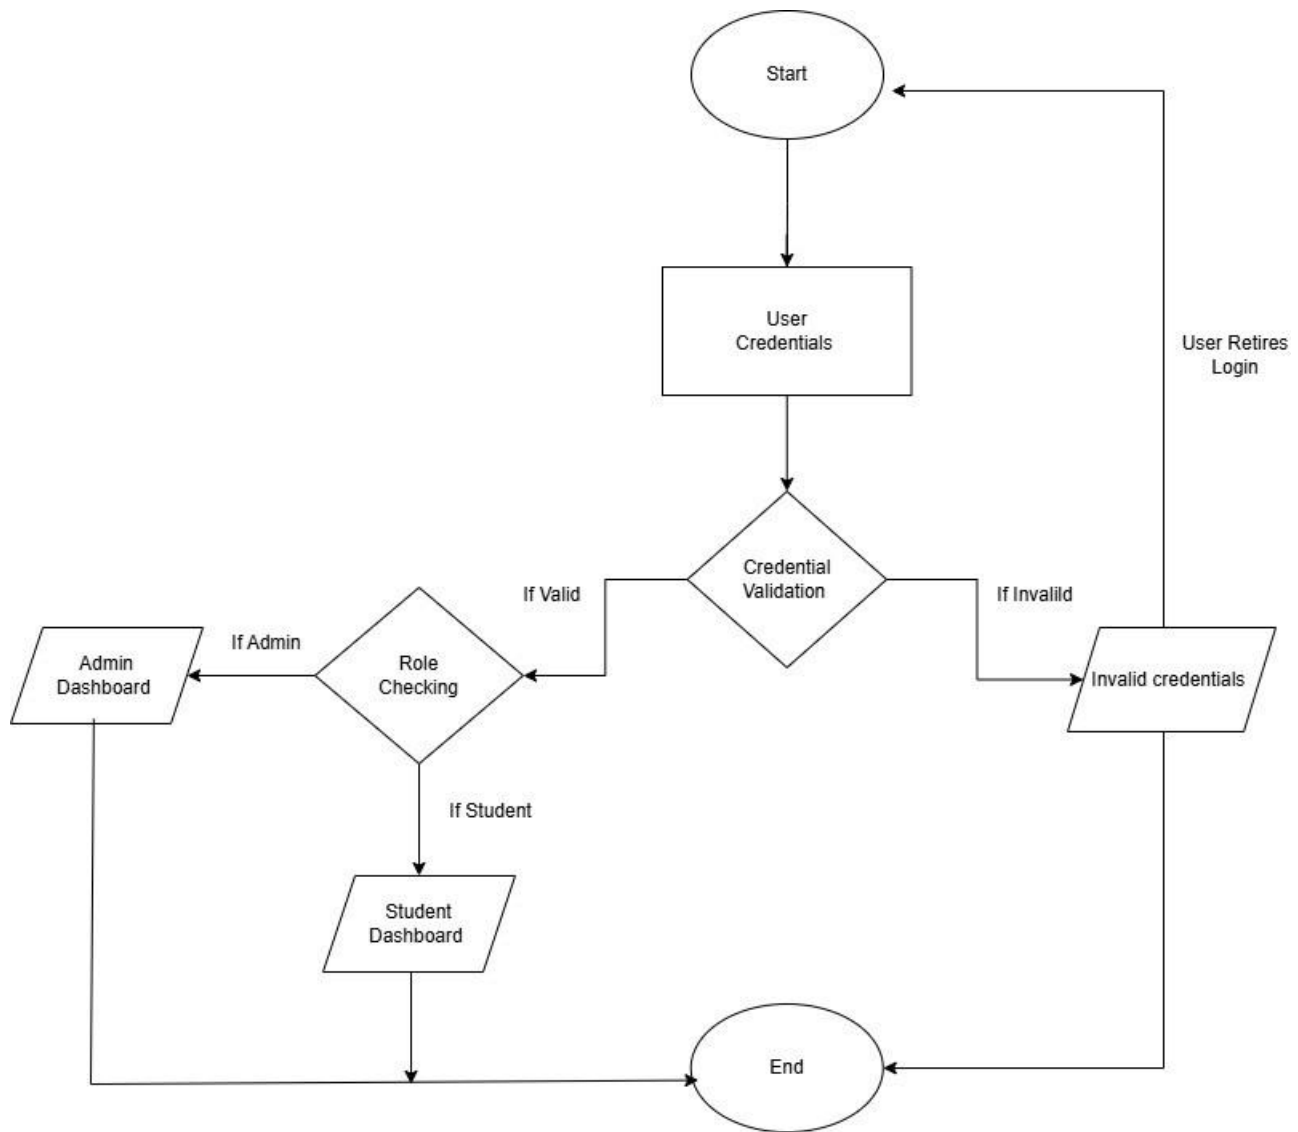 Start
User
Credentials
User Retires
Login
Credential
Validation
If Valid
If Invalild
If Admin
Role
Checking
Admin
Dashboard
Invalid credentials
If Student
Student
Dashboard
End